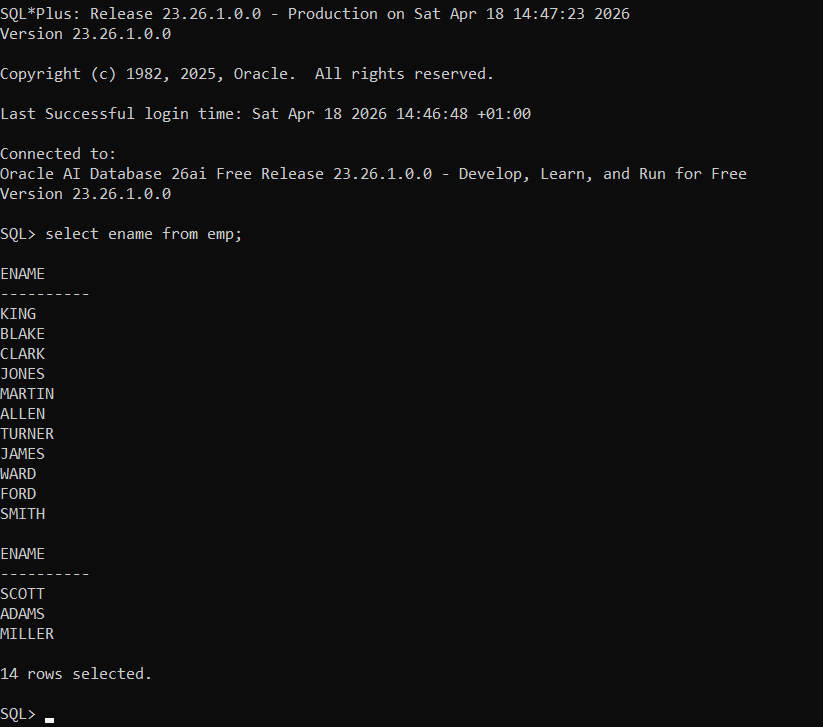 SQL*Plus: Release 23.26.1.0.0 - Production on Sat Apr 18 14:47:23 2026
Version 23.26.1.0.0
Copyright (c) 1982, 2025, Oracle.  All rights reserved.
Last Successful login time: Sat Apr 18 2026 14:46:48 +01:00
Connected to:
Oracle AI Database 26ai Free Release 23.26.1.0.0 - Develop, Learn, and Run for Free
Version 23.26.1.0.0
SQL> select ename from emp;
ENAME
----------
KING
BLAKE
CLARK
JONES
MARTIN
ALLEN
TURNER
JAMES
WARD
FORD
SMITH
ENAME
----------
SCOTT
ADAMS
MILLER
14 rows selected.
SQL>